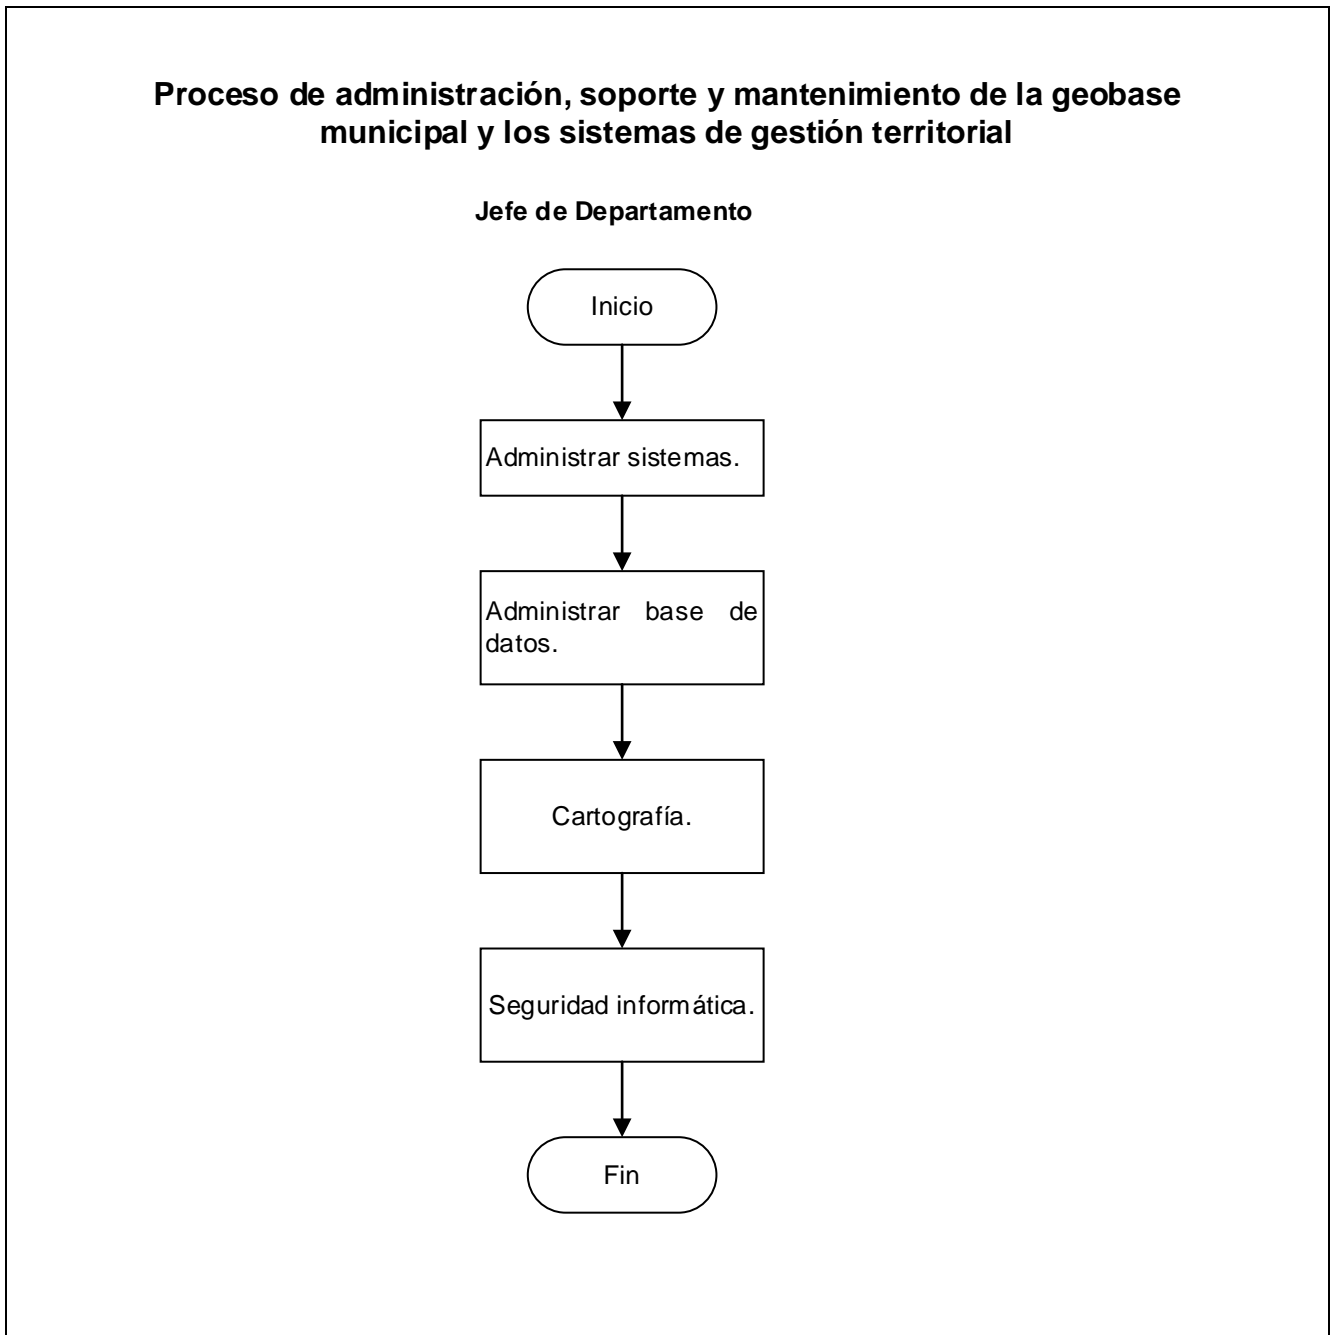 Proceso de administración, soporte y mantenimiento de la geobase
municipal y los sistemas de gestión territorial
Jefe de Departamento
Inicio
Administrar sistemas.
Administrar base de
datos.
Cartografía.
Seguridad informática.
Fin